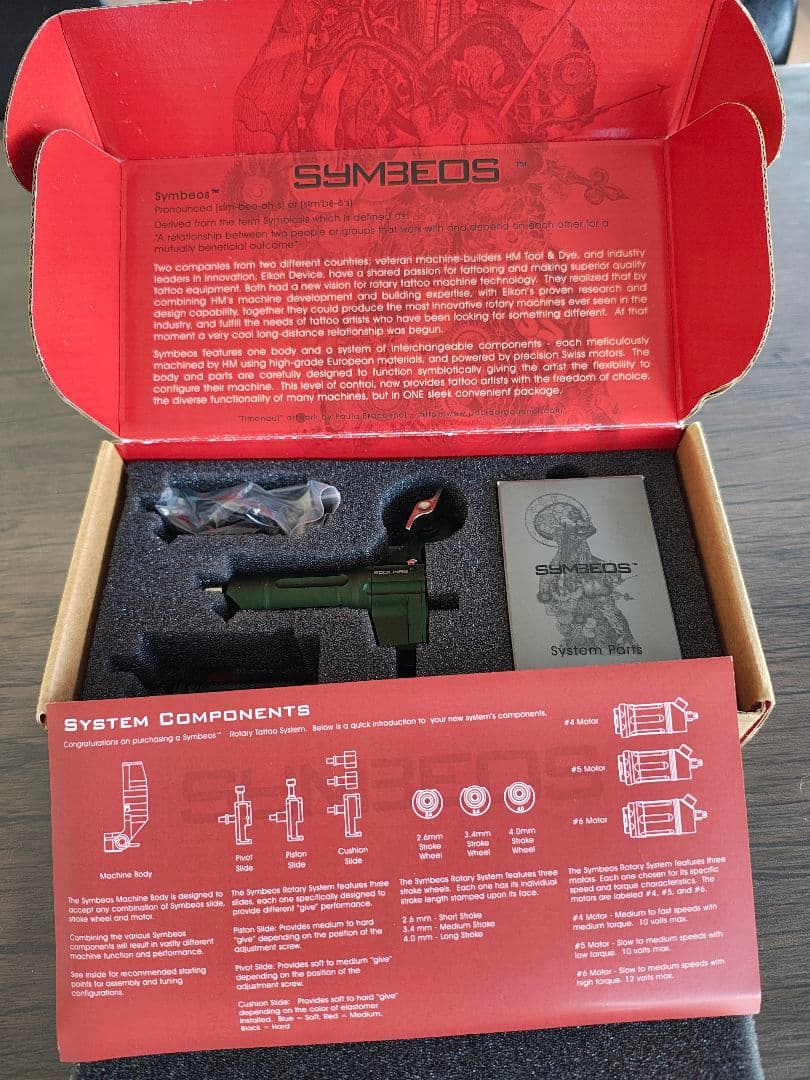 SYMBEOS™
Symbeos™
Pronounced [sim-bee-oh-s] or [sim'bē-ō's]
Derived from the term Symbiosis which is defined as:
"A relationship between two people or groups that work with and depend on each other for a
mutually beneficial outcome"
Two companies from two different countries; veteran machine-builders HM Tool & Dye, and industry
leaders in innovation, Eikon Device, have a shared passion for tattooing and making superior quality
tattoo equipment. Both had a new vision for rotary tattoo machine technology. They realized that by
combining HM's machine development and building expertise, with Eikon's proven research and
design capability, together they could produce the most innovative rotary machines ever seen in the
industry, and fulfill the needs of tattoo artists who have been looking for something different. At that
moment a very cool long-distance relationship was begun.
Symbeos features one body and a system of interchangeable components - each meticulously
machined by HM using high-grade European materials, and powered by precision Swiss motors. The
body and parts are carefully designed to function symbiotically giving the artist the flexibility to
configure their machine. This level of control, now provides tattoo artists with the freedom of choice,
the diverse functionality of many machines, but in ONE sleek convenient package.
artwork by Paula
SYMBEOS™
System Parts
SYSTEM COMPONENTS
Congratulations on purchasing a Symbeos™ Rotary Tattoo System. Below is a quick introduction to your new system's components.
SYMBEOS
#4 Motor
#5 Motor
#6 Motor
Machine Body
Pivot
Slide
Piston
Slide
Cushion
Slide
2.6mm
Stroke
Wheel
3.4mm
Stroke
Wheel
4.0mm
Stroke
Wheel
The Symbeos Machine Body is designed to
accept any combination of Symbeos slide,
stroke wheel and motor.
Combining the various Symbeos
components will result in vastly different
machine function and performance.
See inside for recommended starting
points for assembly and tuning
configurations.
The Symbeos Rotary System features three
slides, each one specifically designed to
provide different "give" performance.
Piston Slide: Provides medium to hard
"give" depending on the position of the
adjustment screw.
Pivot Slide: Provides soft to medium "give"
depending on the position of the
adjustment screw.
Cushion Slide: Provides soft to hard "give"
depending on the color of elastomer
installed. Blue = Soft, Red = Medium,
Black = Hard
The Symbeos Rotary System features three
stroke wheels. Each one has its individual
stroke length stamped upon its face.
2.6 mm - Short Stroke
3.4 mm - Medium Stroke
4.0 mm - Long Stroke
The Symbeos Rotary System features three
motors. Each one chosen for its specific
speed and torque characteristics. The
motors are labeled #4, #5, and #6.
#4 Motor - Medium to fast speeds with
medium torque. 10 volts max.
#5 Motor - Slow to medium speeds with
low torque. 10 volts max.
#6 Motor - Slow to medium speeds with
high torque. 12 volts max.